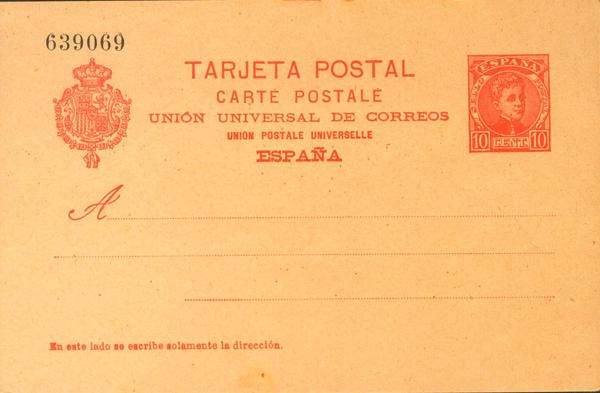 639069
TARJETA POSTAL
CARTE POSTALE
UNIÓN UNIVERSAL DE CORREOS
UNION POSTALE UNIVERSELLE
ESPAÑA
ESPAÑA
10 CENT. 10
A
En este lado se escribe solamente la dirección.